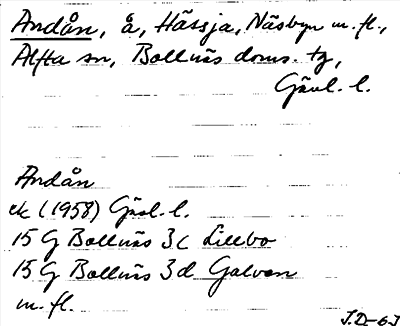 Andån, å, Hässja, Näsbyn m. fl.,
Alfta sn, Bollnäs doms. tg,
Gävl. l.
Andån
ek (1958) Gävl. l.
15 G Bollnäs 3c Lillbo
15 G Bollnäs 3d Galven
m. fl.
J.D-63